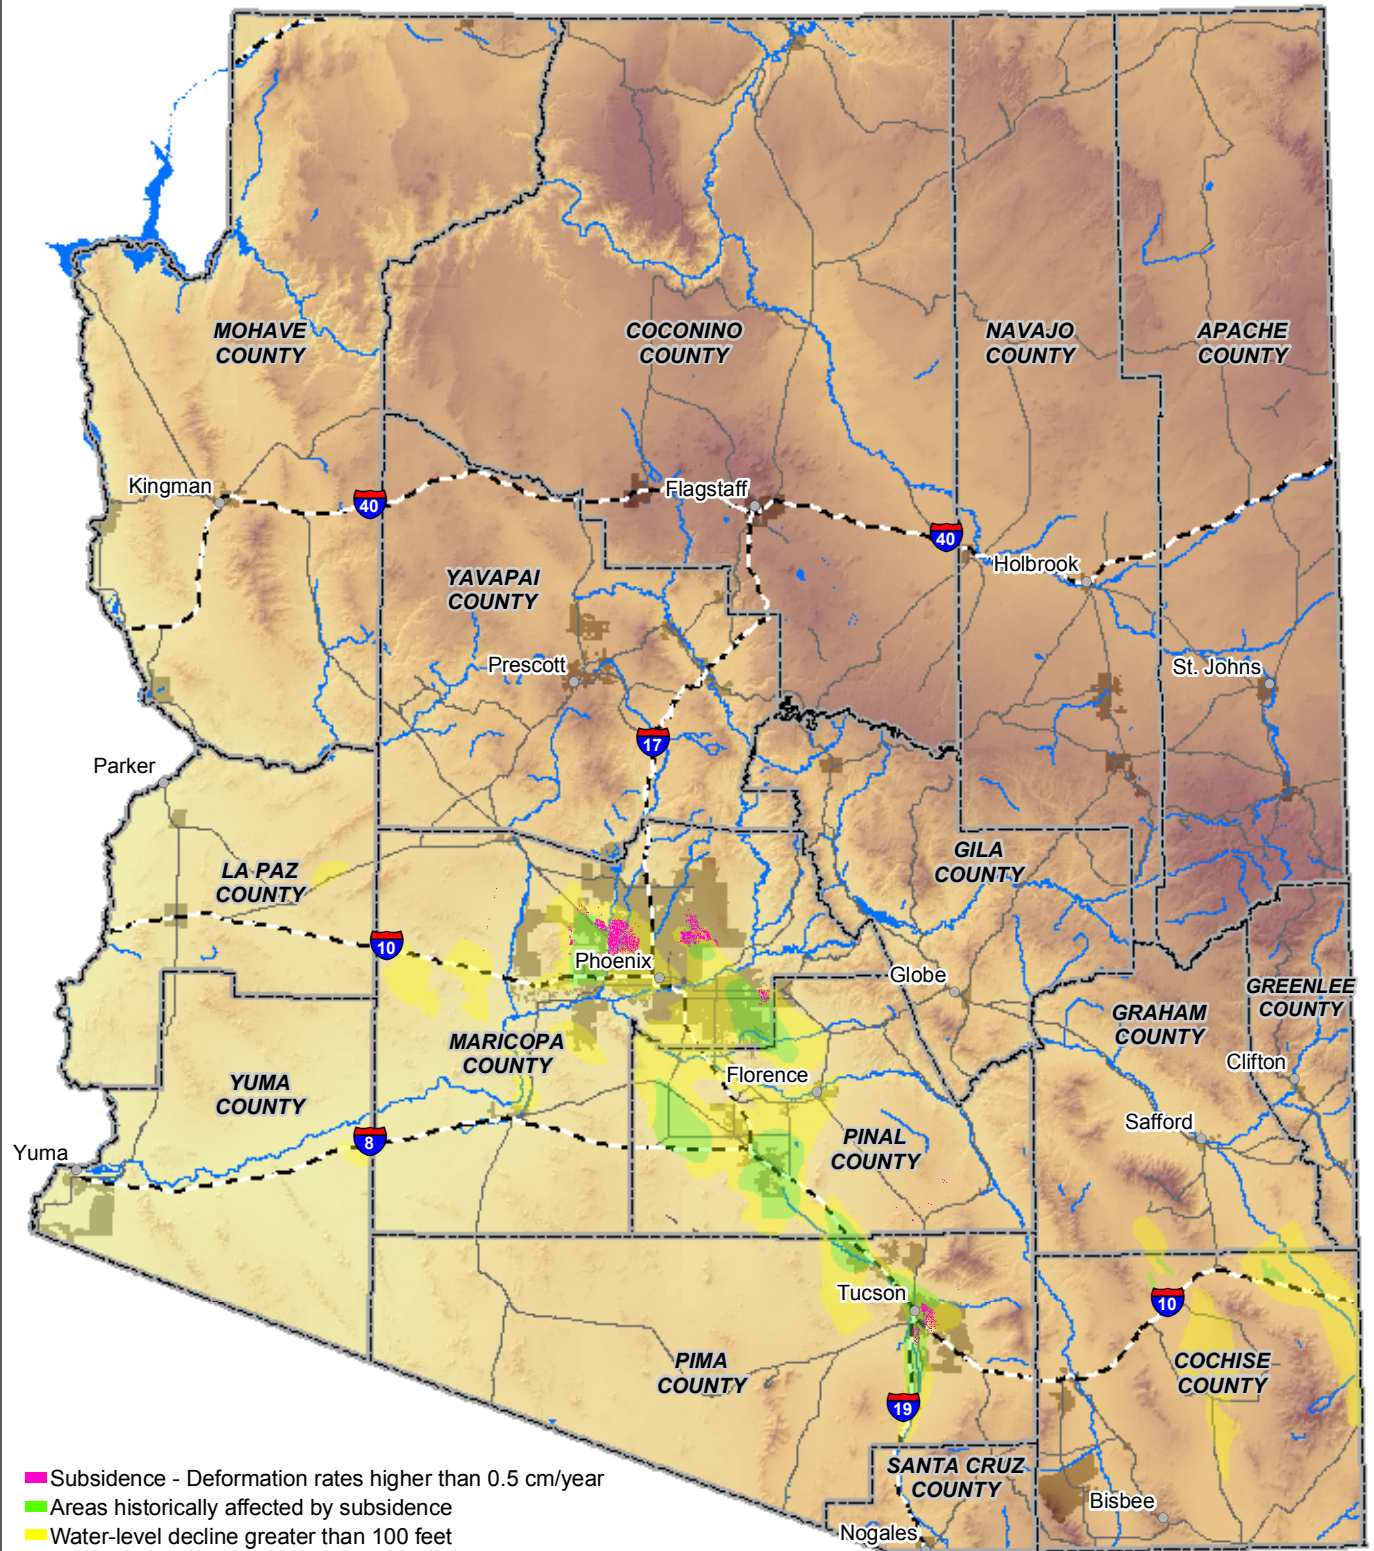 MOHAVE
COUNTY
COCONINO
COUNTY
NAVAJO
COUNTY
APACHE
COUNTY
Kingman
40
Flagstaff
40
Holbrook
YAVAPAI
COUNTY
Prescott
St. Johns
17
Parker
LA PAZ
COUNTY
GILA
COUNTY
10
Phoenix
Globe
GREENLEE
COUNTY
GRAHAM
COUNTY
MARICOPA
COUNTY
Clifton
Florence
YUMA
COUNTY
Safford
8
PINAL
COUNTY
Yuma
Tucson
10
PIMA
COUNTY
COCHISE
COUNTY
19
SANTA CRUZ
COUNTY
Bisbee
Nogales
Subsidence - Deformation rates higher than 0.5 cm/year
Areas historically affected by subsidence
Water-level decline greater than 100 feet